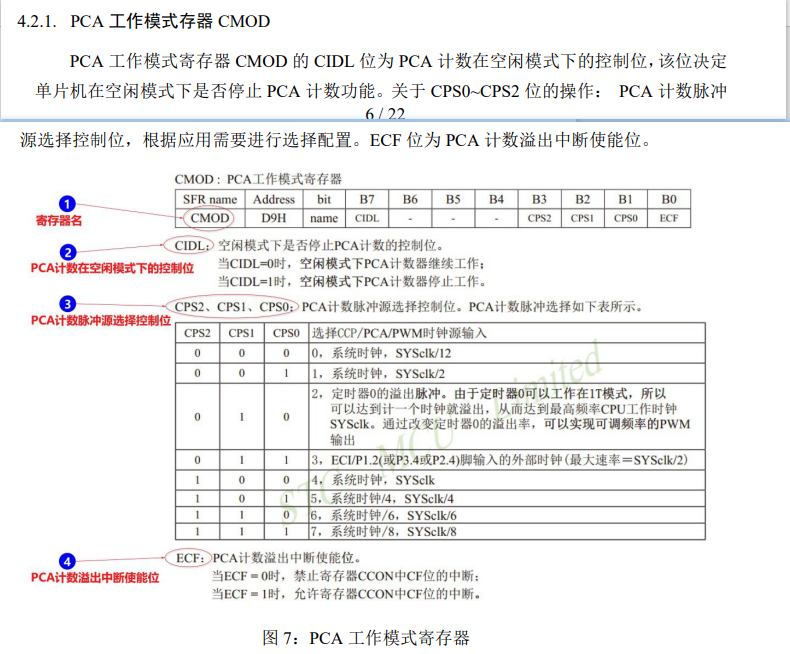 4.2.1. PCA 工作模式存器 CMOD
PCA 工作模式寄存器 CMOD 的 CIDL 位为 PCA 计数在空闲模式下的控制位，该位决定
单片机在空闲模式下是否停止 PCA 计数功能。关于 CPS0~CPS2 位的操作： PCA 计数脉冲
6 / 22
源选择控制位，根据应用需要进行选择配置。ECF 位为 PCA 计数溢出中断使能位。
CMOD：PCA工作模式寄存器
SFR name Address bit B7 B6 B5 B4 B3 B2 B1 B0
CMOD D9H name CIDL - - - CPS2 CPS1 CPS0 ECF
1
寄存器名
CIDL：空闲模式下是否停止PCA计数的控制位。
2
PCA计数在空闲模式下的控制位
当CIDL=0时，空闲模式下PCA计数器继续工作；
当CIDL=1时，空闲模式下PCA计数器停止工作。
3
PCA计数脉冲源选择控制位
CPS2、CPS1、CPS0：PCA计数脉冲源选择控制位。PCA计数脉冲选择如下表所示。
CPS2 CPS1 CPS0 选择CCP/PCA/PWM时钟源输入
0 0 0 0，系统时钟，SYSclk/12
0 0 1 1，系统时钟，SYSclk/2
0 1 0 2，定时器0的溢出脉冲。由于定时器0可以工作在1T模式，所以
可以达到计一个时钟就溢出，从而达到最高频率CPU工作时钟
SYSclk。通过改变定时器0的溢出率，可以实现可调频率的PWM
输出
0 1 1 3，ECI/P1.2(或P3.4或P2.4)脚输入的外部时钟(最大速率＝SYSclk/2)
1 0 0 4，系统时钟，SYSclk
1 0 1 5，系统时钟/4，SYSclk/4
1 1 0 6，系统时钟/6，SYSclk/6
1 1 1 7，系统时钟/8，SYSclk/8
STC MCU Limited
4
PCA计数溢出中断使能位
ECF：PCA计数溢出中断使能位。
当ECF = 0时，禁止寄存器CCON中CF位的中断；
当ECF = 1时，允许寄存器CCON中CF位的中断。
图 7：PCA 工作模式寄存器